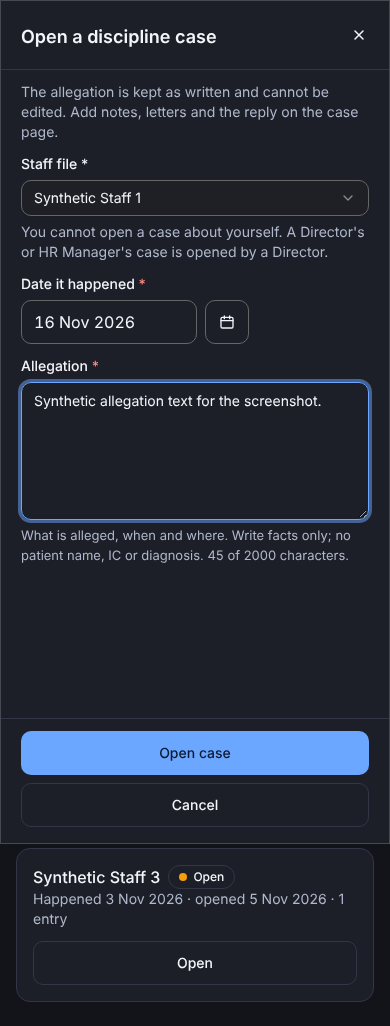 Open a discipline case
The allegation is kept as written and cannot be
edited. Add notes, letters and the reply on the case
page.
Staff file *
Synthetic Staff 1
You cannot open a case about yourself. A Director's
or HR Manager's case is opened by a Director.
Date it happened *
16 Nov 2026
Allegation *
Synthetic allegation text for the screenshot.
What is alleged, when and where. Write facts only; no
patient name, IC or diagnosis. 45 of 2000 characters.
Open case
Cancel
Synthetic Staff 3 Open
Happened 3 Nov 2026 · opened 5 Nov 2026 · 1
entry
Open